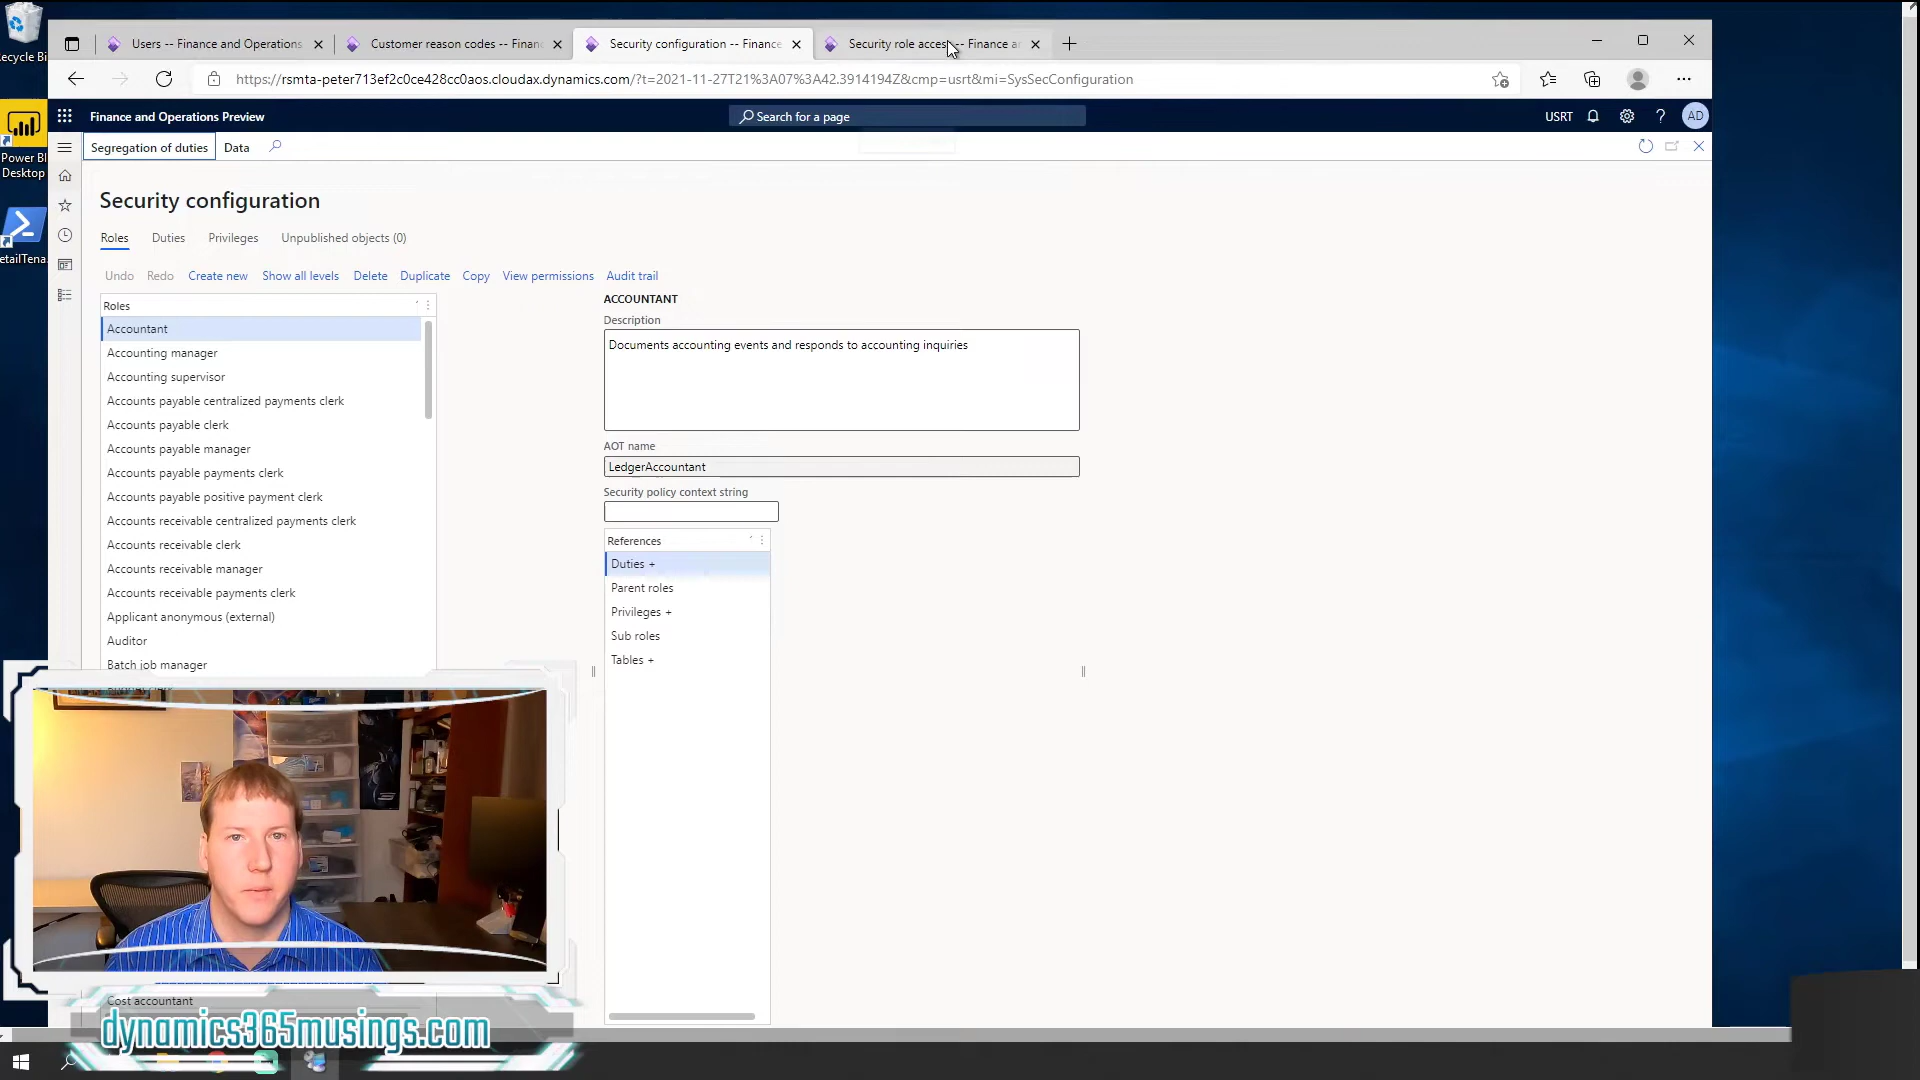 Recycle Bi
Users -- Finance and Operations
Customer reason codes -- Financ
Security configuration -- Finance
Security role access -- Finance a
https://rsmta-peter713ef2c0ce428cc0aos.cloudax.dynamics.com/?t=2021-11-27T21%3A07%3A42.3914194Z&cmp=usrt&mi=SysSecConfiguration
Finance and Operations Preview
Search for a page
USRT
?
AD
Power BI
Desktop
etailTena
Segregation of duties
Data
Security configuration
Roles
Duties
Privileges
Unpublished objects (0)
Undo
Redo
Create new
Show all levels
Delete
Duplicate
Copy
View permissions
Audit trail
Roles
Accountant
Accounting manager
Accounting supervisor
Accounts payable centralized payments clerk
Accounts payable clerk
Accounts payable manager
Accounts payable payments clerk
Accounts payable positive payment clerk
Accounts receivable centralized payments clerk
Accounts receivable clerk
Accounts receivable manager
Accounts receivable payments clerk
Applicant anonymous (external)
Auditor
Batch job manager
Cost accountant
ACCOUNTANT
Description
Documents accounting events and responds to accounting inquiries
AOT name
LedgerAccountant
Security policy context string
References
Duties +
Parent roles
Privileges +
Sub roles
Tables +
dynamics365musings.com